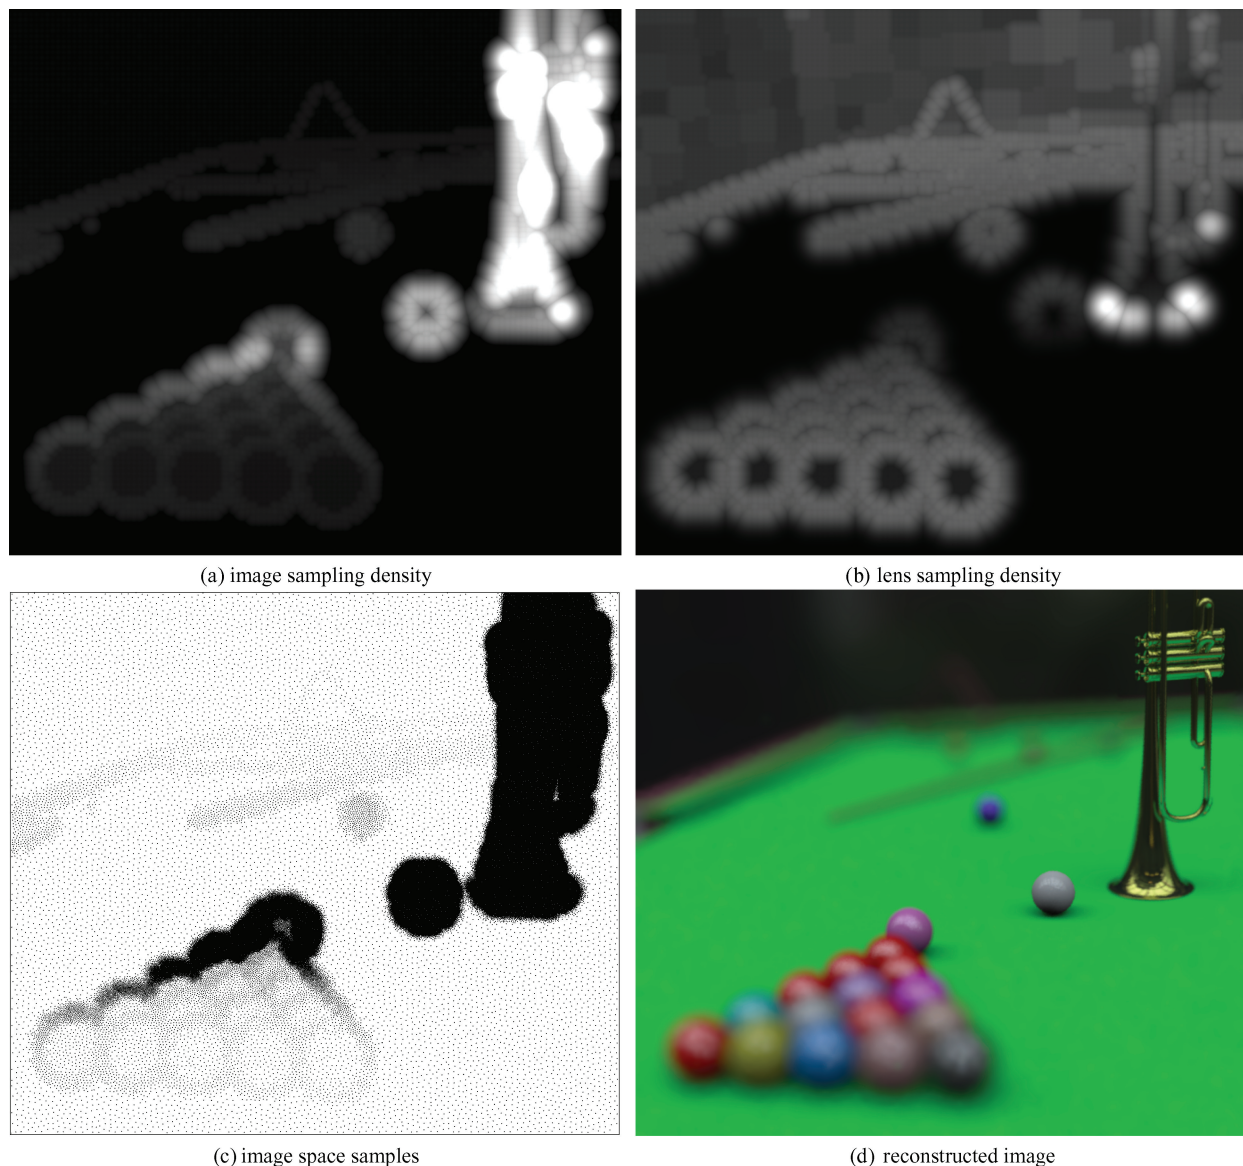 (a) image sampling density
(b) lens sampling density
(c) image space samples
(d) reconstructed image